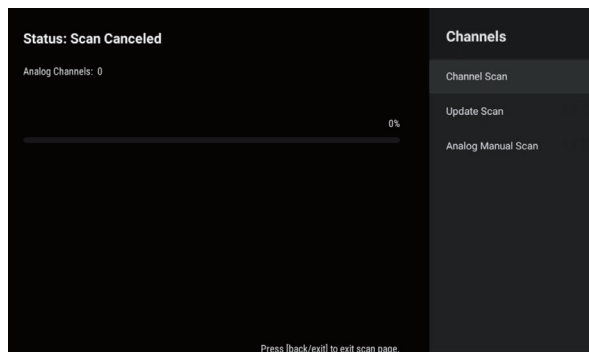 Status: Scan Canceled
Analog Channels: 0
0%
Press [back/exit] to exit scan page.
Channels
Channel Scan
Update Scan
Analog Manual Scan